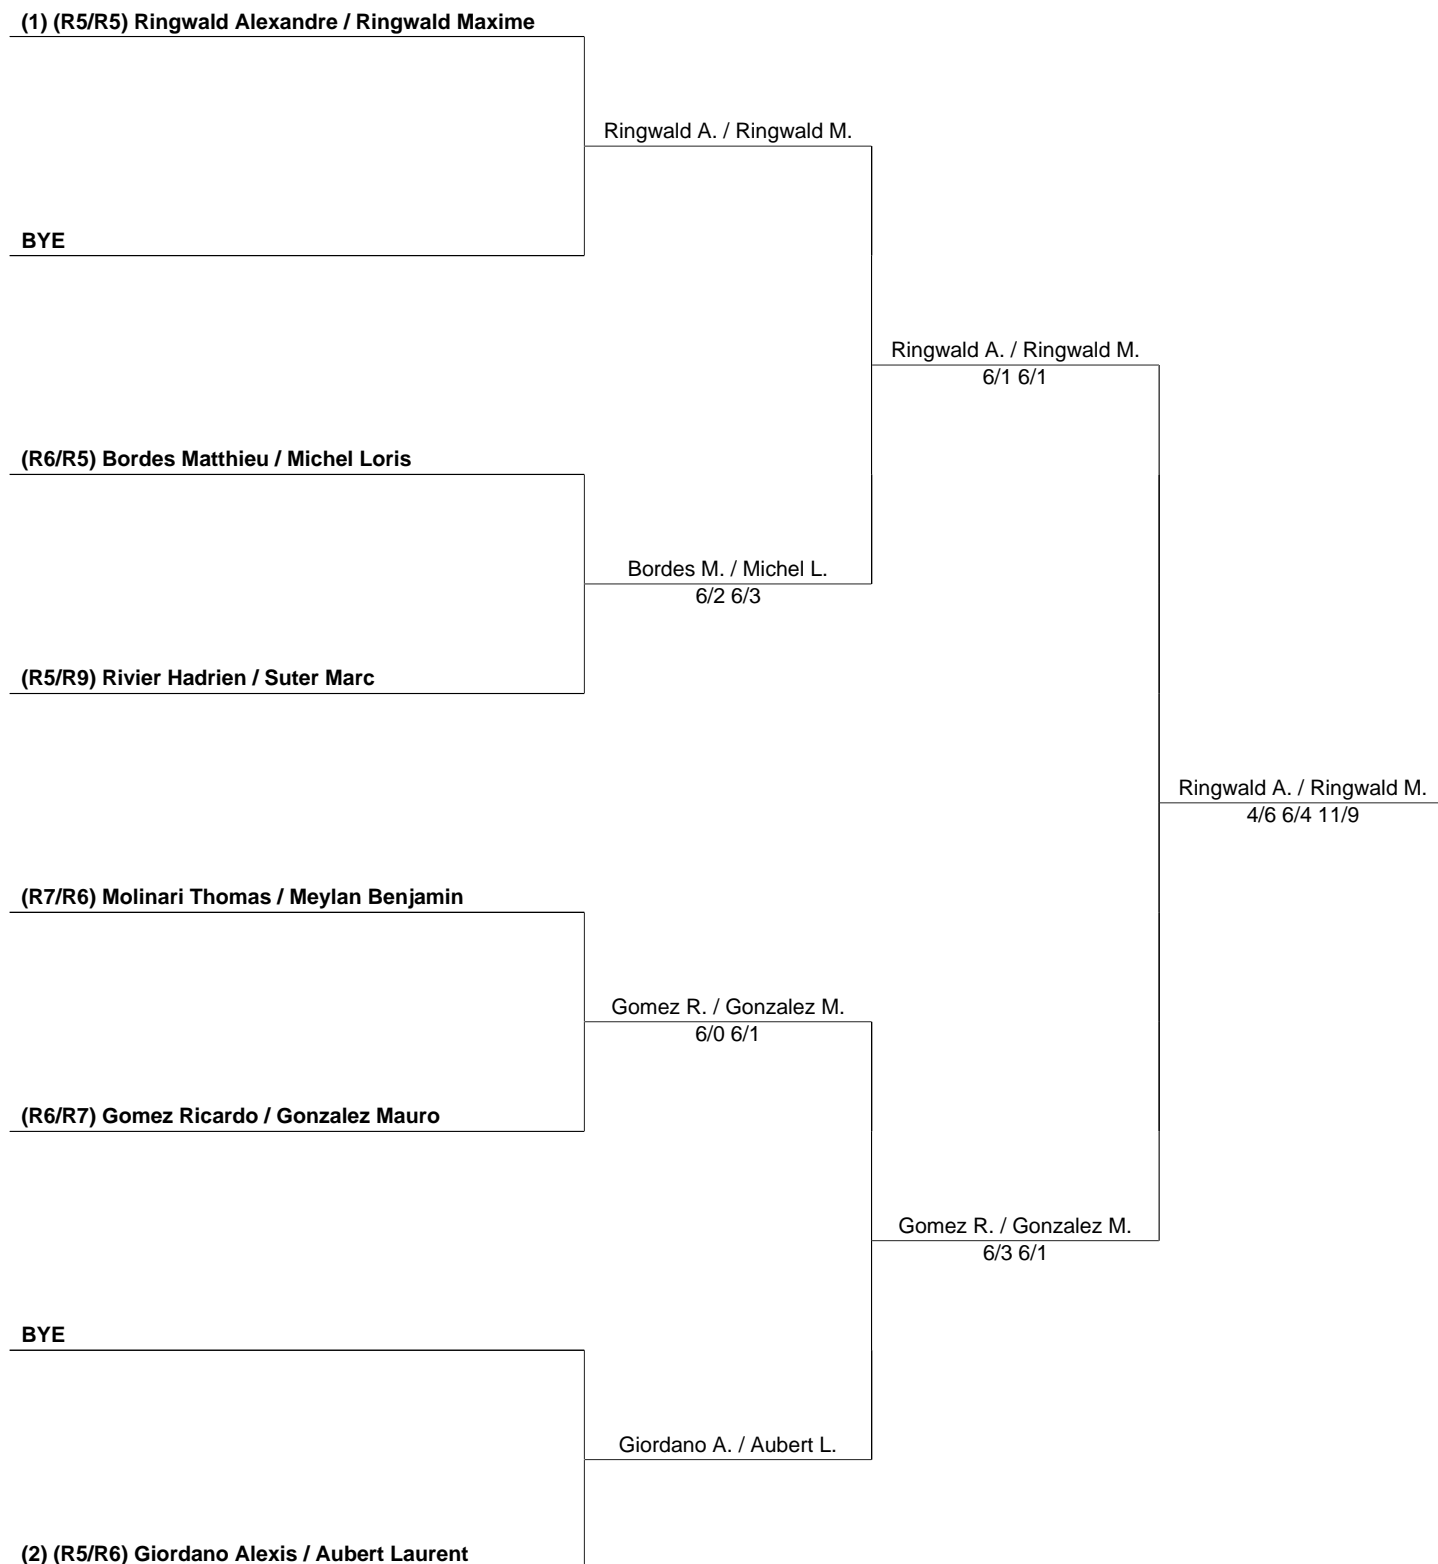 (1) (R5/R5) Ringwald Alexandre / Ringwald Maxime
Ringwald A. / Ringwald M.
BYE
Ringwald A. / Ringwald M.
6/1 6/1
(R6/R5) Bordes Matthieu / Michel Loris
Bordes M. / Michel L.
6/2 6/3
(R5/R9) Rivier Hadrien / Suter Marc
Ringwald A. / Ringwald M.
4/6 6/4 11/9
(R7/R6) Molinari Thomas / Meylan Benjamin
Gomez R. / Gonzalez M.
6/0 6/1
(R6/R7) Gomez Ricardo / Gonzalez Mauro
Gomez R. / Gonzalez M.
6/3 6/1
BYE
Giordano A. / Aubert L.
(2) (R5/R6) Giordano Alexis / Aubert Laurent